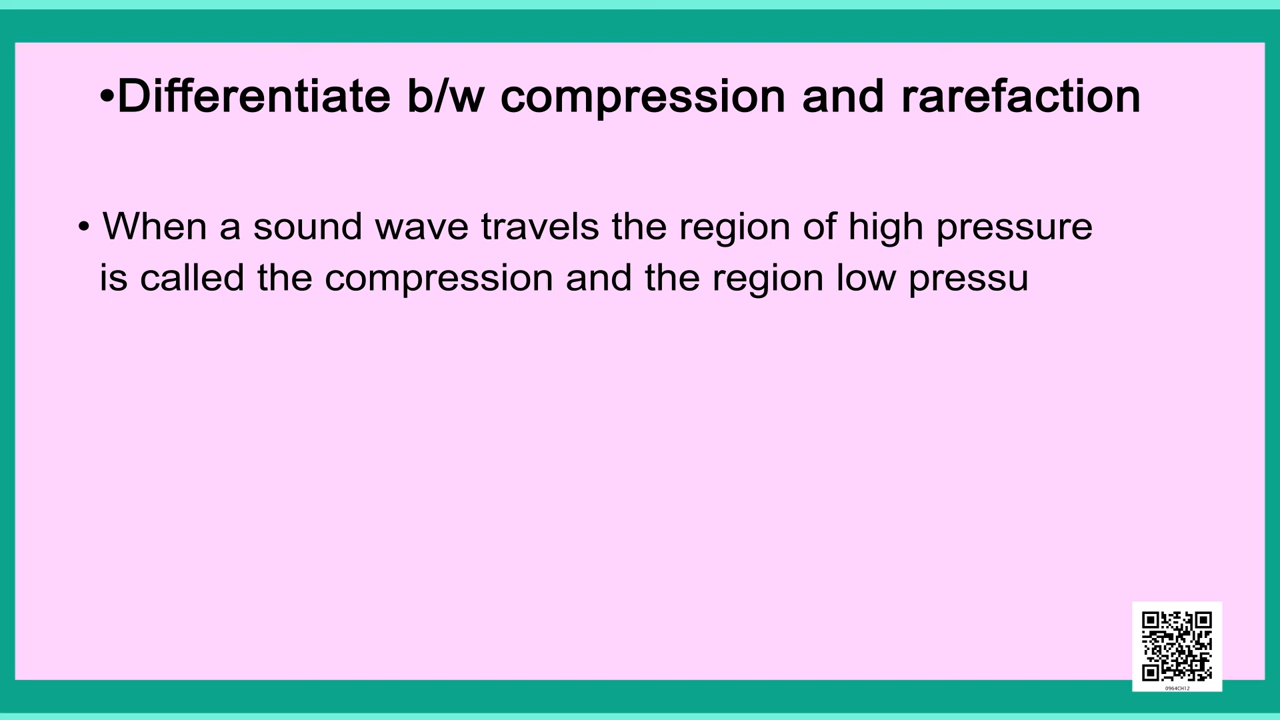 •Differentiate b/w compression and rarefaction
• When a sound wave travels the region of high pressure
is called the compression and the region low pressu
0964CH12